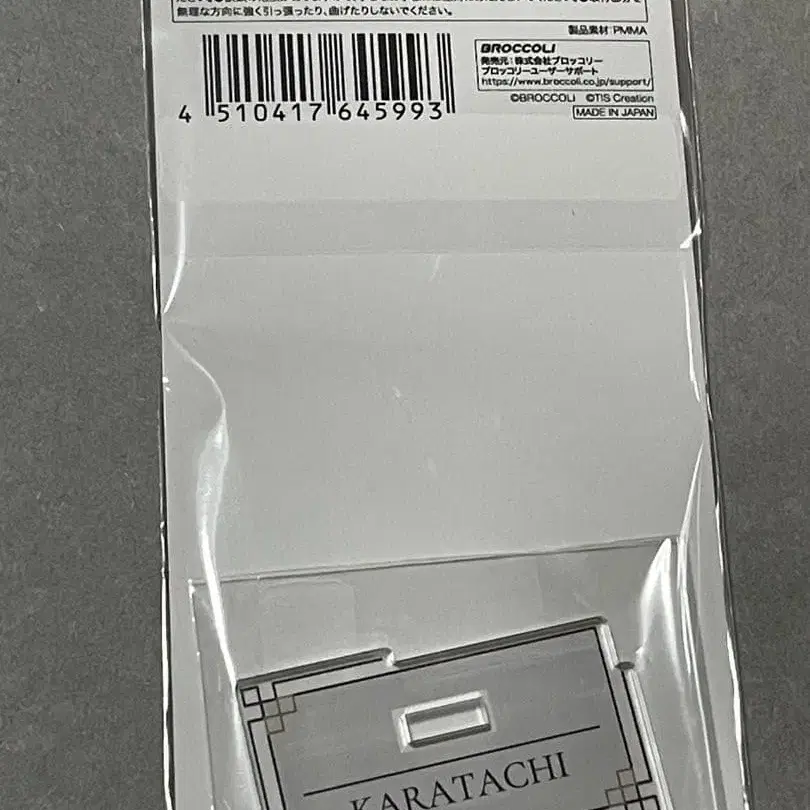 無理な方向に強く引っ張ったり、曲げたりしないでください。
製品素材:PMMA
BROCCOLI
発売元:株式会社ブロッコリー
ブロッコリーユーザーサポート
https://www.broccoli.co.jp/support/
©BROCCOLI ©TIS Creation
MADE IN JAPAN
4 510417 645993
KARATACHI